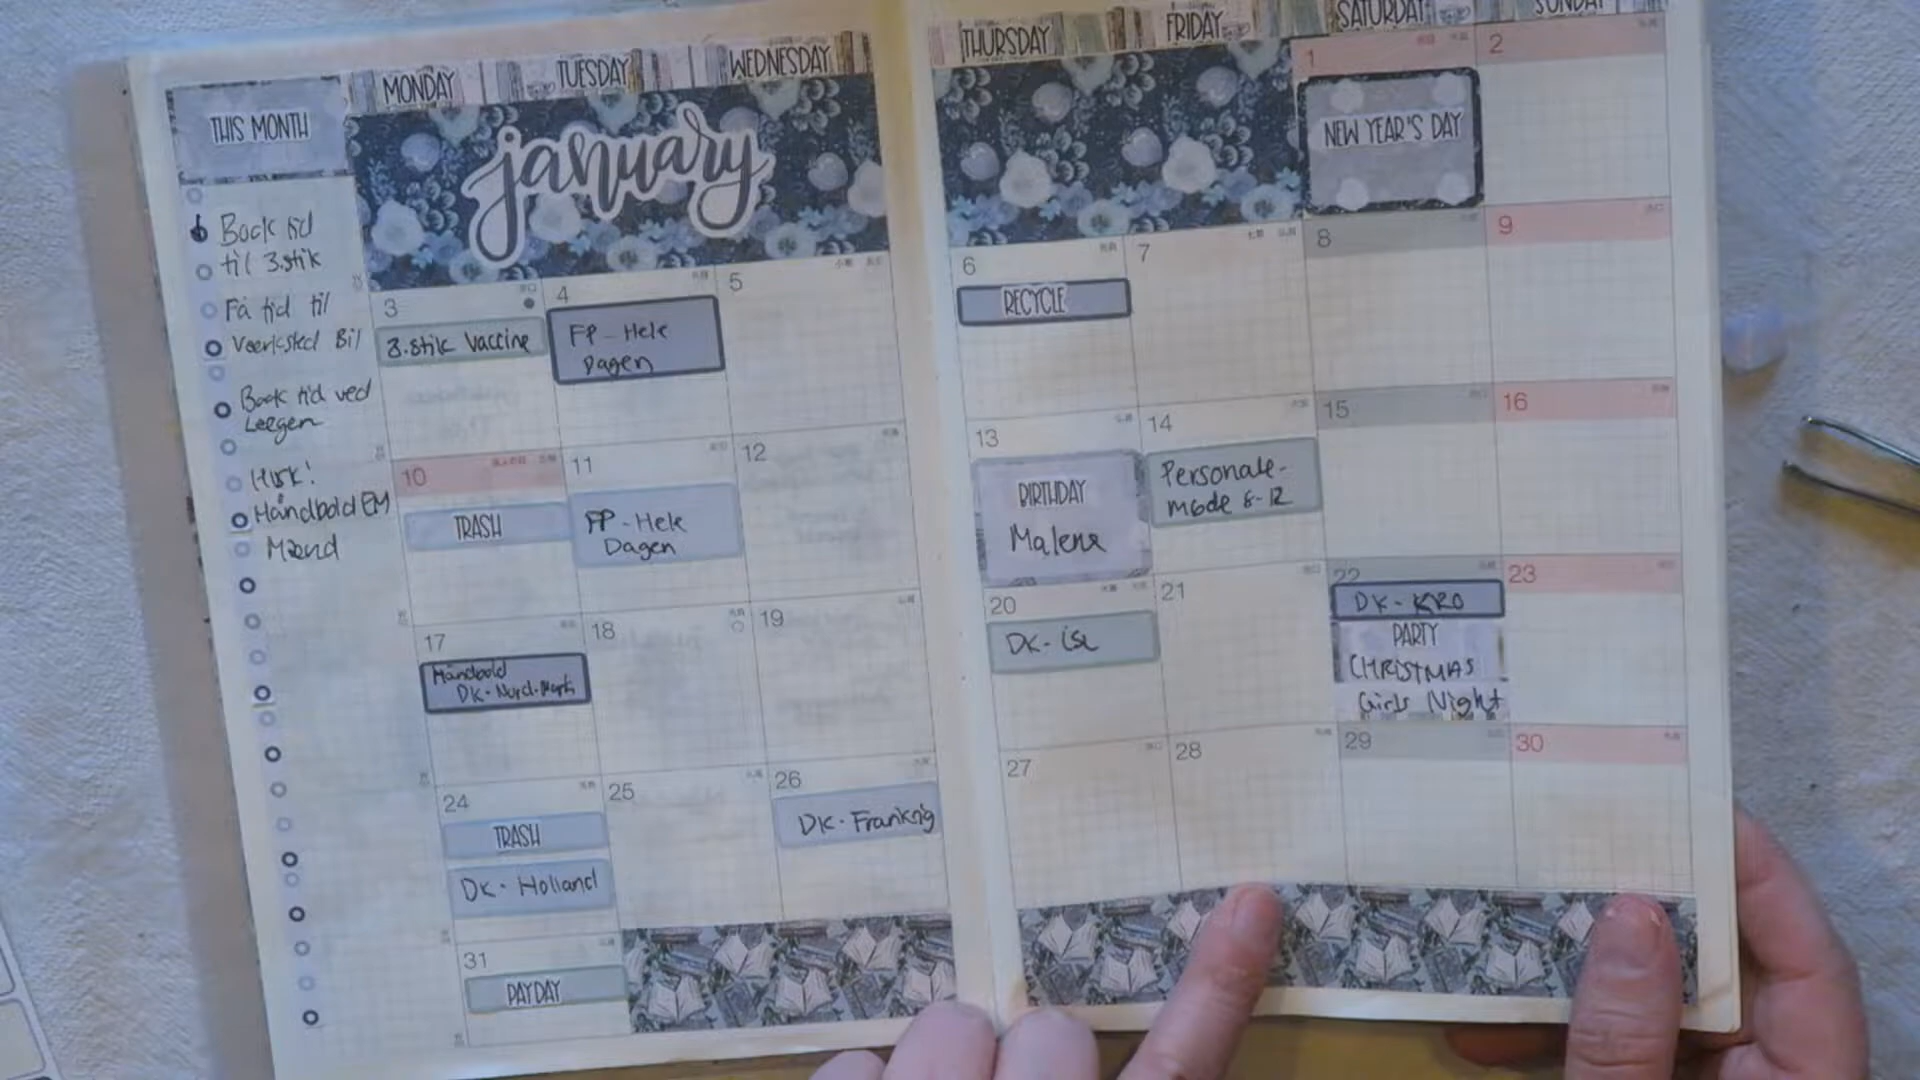 MONDAY
TUESDAY
WEDNESDAY
THURSDAY
FRIDAY
SATURDAY
SUNDAY
THIS MONTH
january
Book tid
til 3.stik
Få tid til
Værksted Bil
Book tid ved
Lægen
Husk!
Håndbold EM
Mænd
1
NEW YEAR'S DAY
2
3
3.stik Vaccine
4
FP - Hele
Dagen
5
6
RECYCLE
7
8
9
10
TRASH
11
FP - Hele
Dagen
12
13
BIRTHDAY
Malene
14
Personale-
møde 8-12
15
16
17
Håndbold
18
19
20
DK - Isl
21
22
DK - KRO
PARTY
CHRISTMAS
Girls Night
23
24
TRASH
DK - Holland
25
26
DK - Frankrig
27
28
29
30
31
PAYDAY